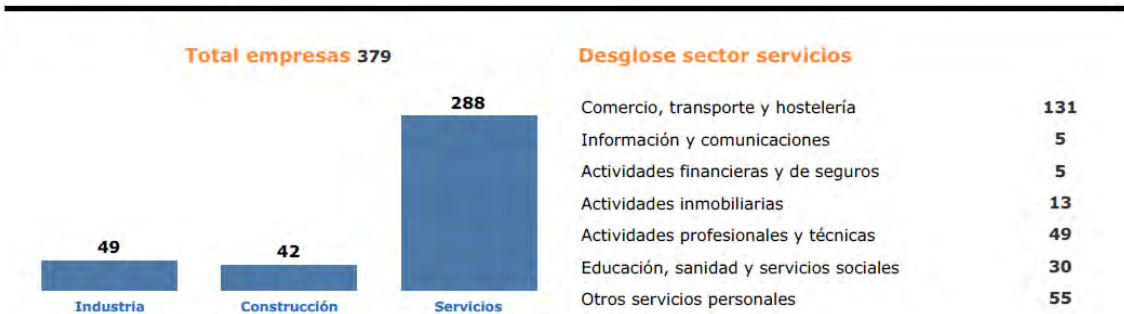 Total empresas 379
288
49
42
Industria
Construcción
Servicios
Desglose sector servicios
Comercio, transporte y hostelería 131
Información y comunicaciones 5
Actividades financieras y de seguros 5
Actividades inmobiliarias 13
Actividades profesionales y técnicas 49
Educación, sanidad y servicios sociales 30
Otros servicios personales 55